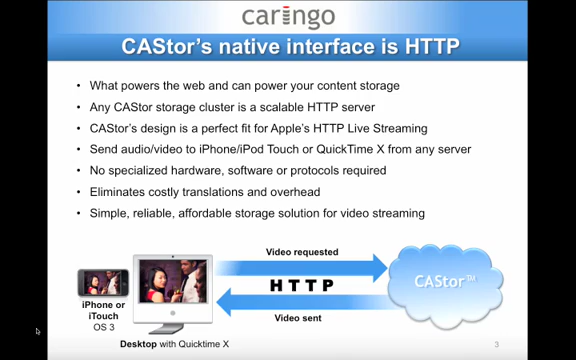 caringo
CAStor's native interface is HTTP
• What powers the web and can power your content storage
• Any CAStor storage cluster is a scalable HTTP server
• CAStor's design is a perfect fit for Apple's HTTP Live Streaming
• Send audio/video to iPhone/iPod Touch or QuickTime X from any server
• No specialized hardware, software or protocols required
• Eliminates costly translations and overhead
• Simple, reliable, affordable storage solution for video streaming
Video requested
HTTP
CAStor™
Video sent
iPhone or
iTouch
OS 3
Desktop with Quicktime X
3